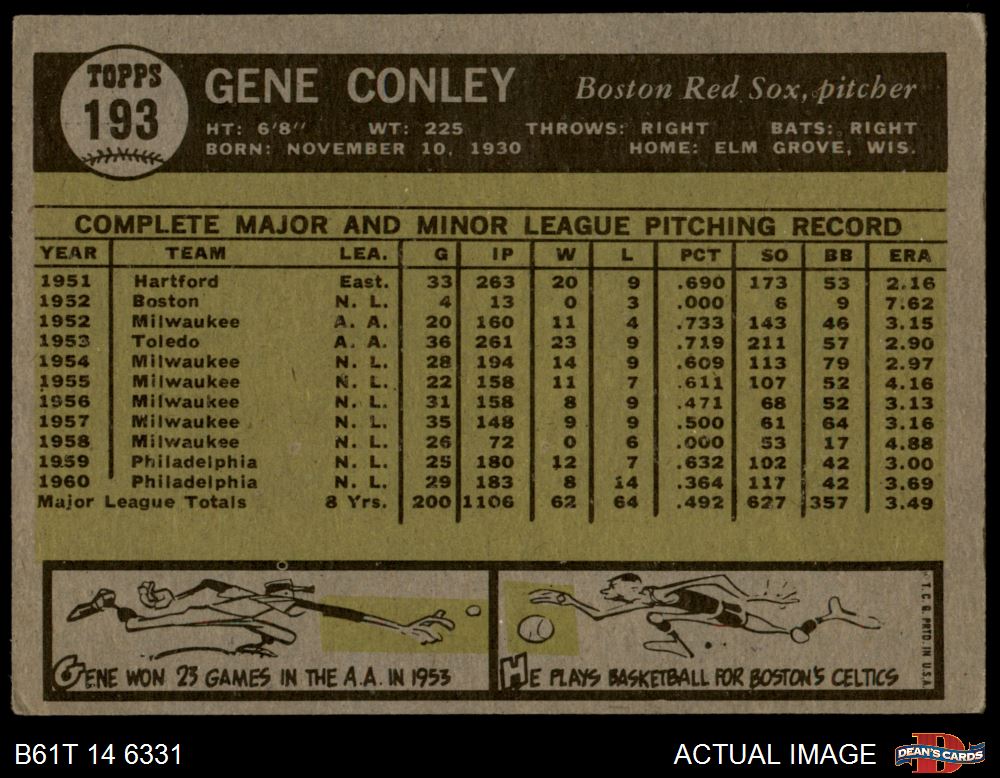 TOPPS
193
GENE CONLEY
Boston Red Sox, pitcher
HT: 6'8" WT: 225 THROWS: RIGHT BATS: RIGHT
BORN: NOVEMBER 10, 1930 HOME: ELM GROVE, WIS.
COMPLETE MAJOR AND MINOR LEAGUE PITCHING RECORD
YEAR TEAM LEA. G IP W L PCT SO BB ERA
1951 Hartford East. 33 263 20 9 .690 173 53 2.16
1952 Boston N. L. 4 13 0 3 .000 6 9 7.62
1952 Milwaukee A. A. 20 160 11 4 .733 143 46 3.15
1953 Toledo A. A. 36 261 23 9 .719 211 57 2.90
1954 Milwaukee N. L. 28 194 14 9 .609 113 79 2.97
1955 Milwaukee N. L. 22 158 11 7 .611 107 52 4.16
1956 Milwaukee N. L. 31 158 8 9 .471 68 52 3.13
1957 Milwaukee N. L. 35 148 9 9 .500 61 64 3.16
1958 Milwaukee N. L. 26 72 0 6 .000 53 17 4.88
1959 Philadelphia N. L. 25 180 12 7 .632 102 42 3.00
1960 Philadelphia N. L. 29 183 8 14 .364 117 42 3.69
Major League Totals 8 Yrs. 200 1106 62 64 .492 627 357 3.49
GENE WON 23 GAMES IN THE A.A. IN 1953
HE PLAYS BASKETBALL FOR BOSTON'S CELTICS
T. C. G. PRTD. IN U.S.A.
B61T 14 6331
ACTUAL IMAGE
D
DEAN'S CARDS